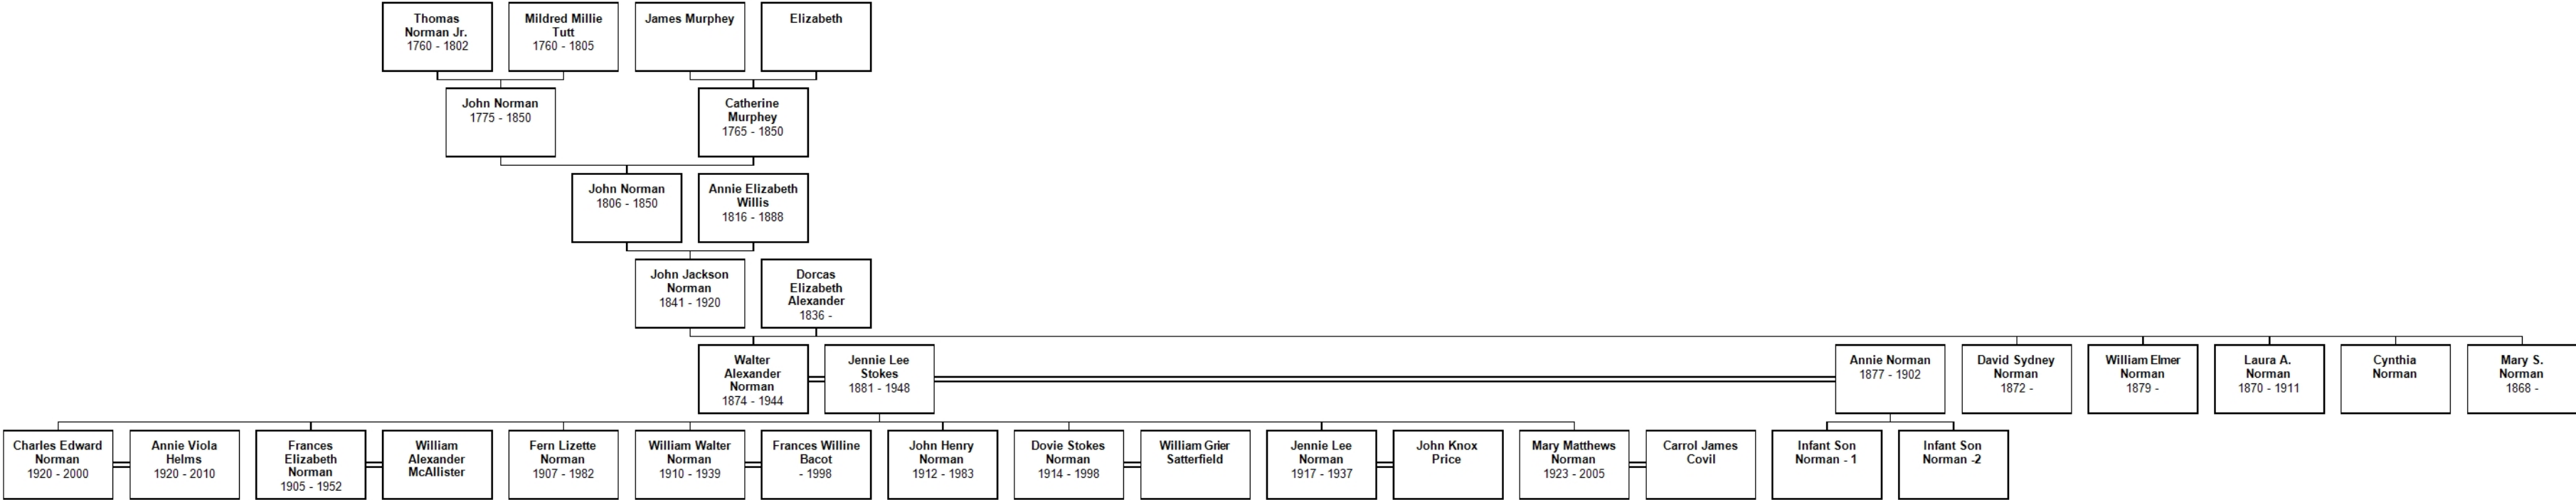 Thomas
Norman Jr.
1760 - 1802
Mildred Millie
Tutt
1760 - 1805
James Murphey
Elizabeth
John Norman
1775 - 1850
Catherine
Murphey
1765 - 1850
John Norman
1806 - 1850
Annie Elizabeth
Willis
1816 - 1888
John Jackson
Norman
1841 - 1920
Dorcas
Elizabeth
Alexander
1836 -
Walter
Alexander
Norman
1874 - 1944
Jennie Lee
Stokes
1881 - 1948
Annie Norman
1877 - 1902
David Sydney
Norman
1872 -
William Elmer
Norman
1879 -
Laura A.
Norman
1870 - 1911
Cynthia
Norman
Mary S.
Norman
1868 -
Charles Edward
Norman
1920 - 2000
Annie Viola
Helms
1920 - 2010
Frances
Elizabeth
Norman
1905 - 1952
William
Alexander
McAllister
Fern Lizette
Norman
1907 - 1982
William Walter
Norman
1910 - 1939
Frances Willine
Bacot
- 1998
John Henry
Norman
1912 - 1983
Dovie Stokes
Norman
1914 - 1998
William Grier
Satterfield
Jennie Lee
Norman
1917 - 1937
John Knox
Price
Mary Matthews
Norman
1923 - 2005
Carrol James
Covil
Infant Son
Norman - 1
Infant Son
Norman -2